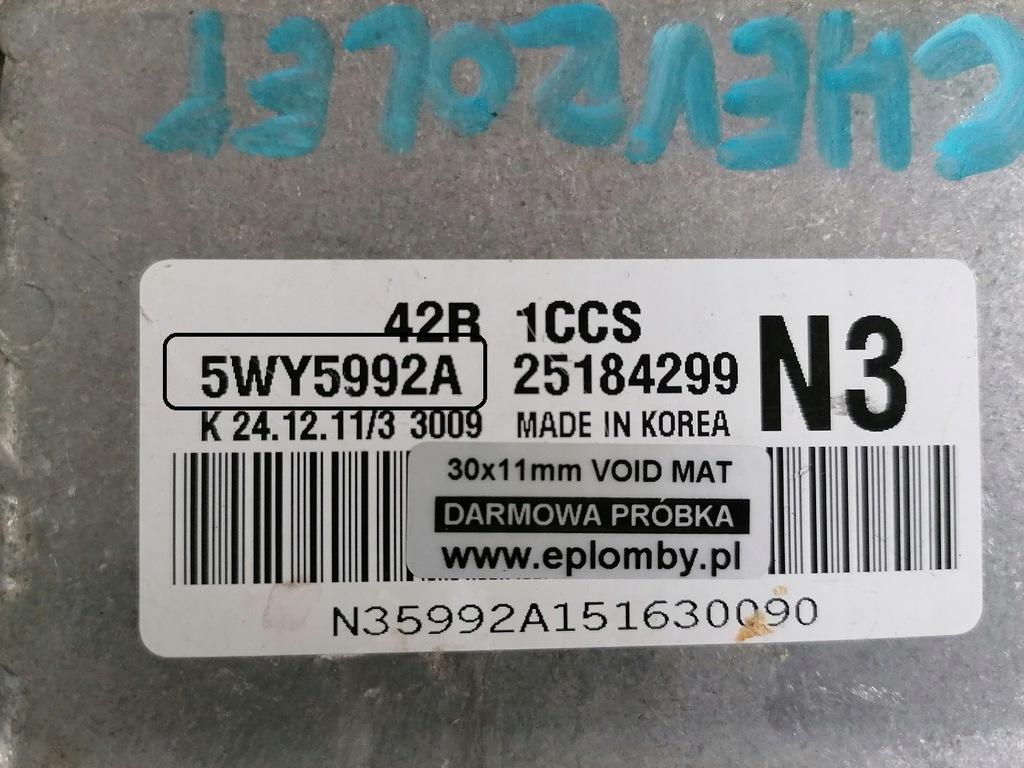 CHEVROLET
42R 1CCS
5WY5992A 25184299 N3
K 24.12.11/3 3009 MADE IN KOREA
30x11mm VOID MAT
DARMOWA PRÓBKA
www.eplomby.pl
N35992A151630090